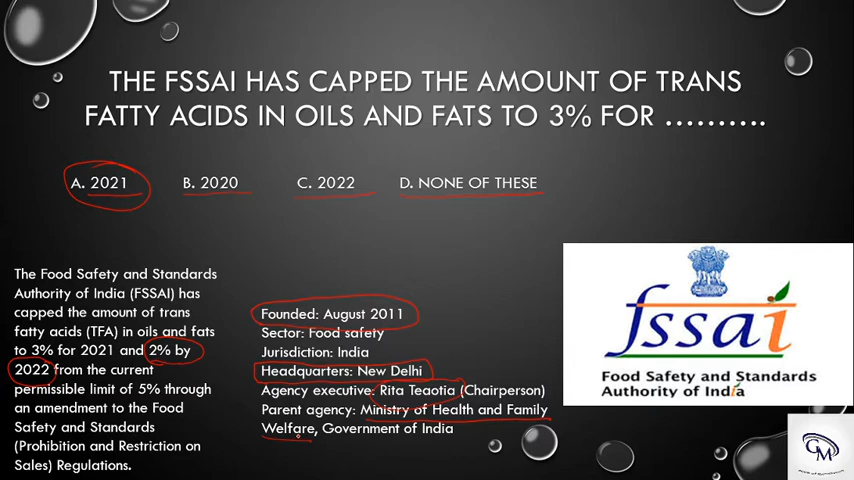 THE FSSAI HAS CAPPED THE AMOUNT OF TRANS
FATTY ACIDS IN OILS AND FATS TO 3% FOR ..........
A. 2021 B. 2020 C. 2022 D. NONE OF THESE
The Food Safety and Standards
Authority of India (FSSAI) has
capped the amount of trans
fatty acids (TFA) in oils and fats
to 3% for 2021 and 2% by
2022 from the current
permissible limit of 5% through
an amendment to the Food
Safety and Standards
(Prohibition and Restriction on
Sales) Regulations.
Founded: August 2011
Sector: Food safety
Jurisdiction: India
Headquarters: New Delhi
Agency executive: Rita Teaotia (Chairperson)
Parent agency: Ministry of Health and Family
Welfare, Government of India
fssai
Food Safety and Standards
Authority of India
GM